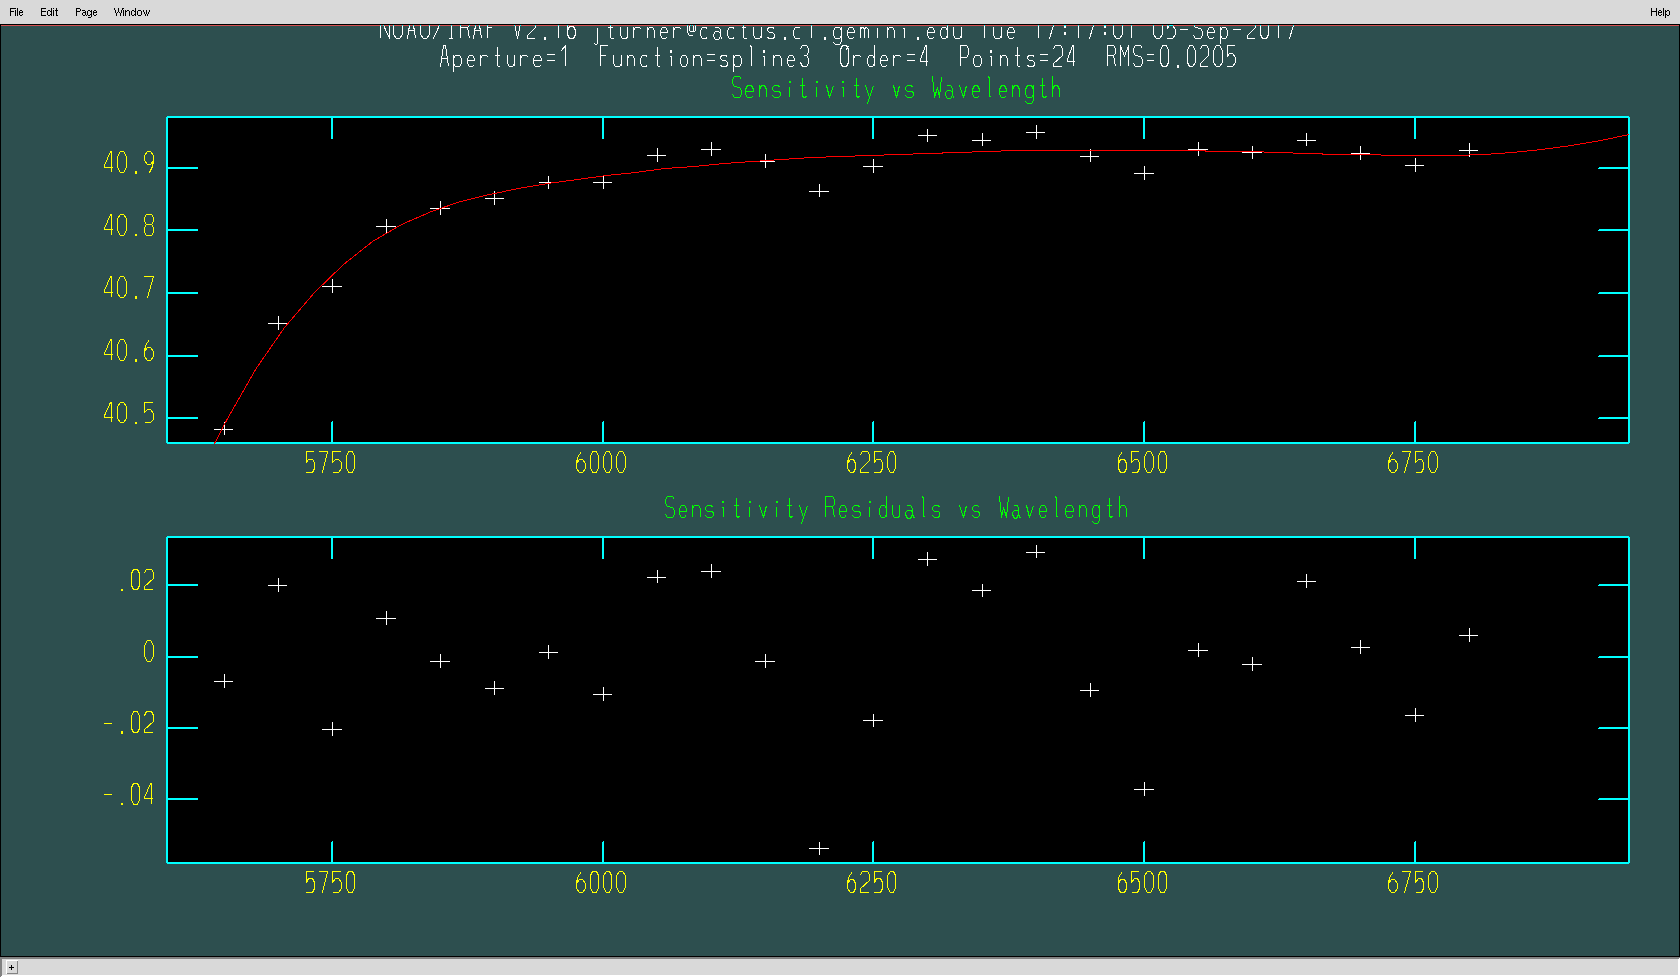 File Edit Page Window Help
NOAO/IRAF V2.16 jturner@cactus.cl.gemini.edu Tue 17:17:01 05-Sep-2017
Aperture=1 Function=spline3 Order=4 Points=24 RMS=0.0205
Sensitivity vs Wavelength
40.9
40.8
40.7
40.6
40.5
5750 6000 6250 6500 6750
Sensitivity Residuals vs Wavelength
.02
0
-.02
-.04
5750 6000 6250 6500 6750
+